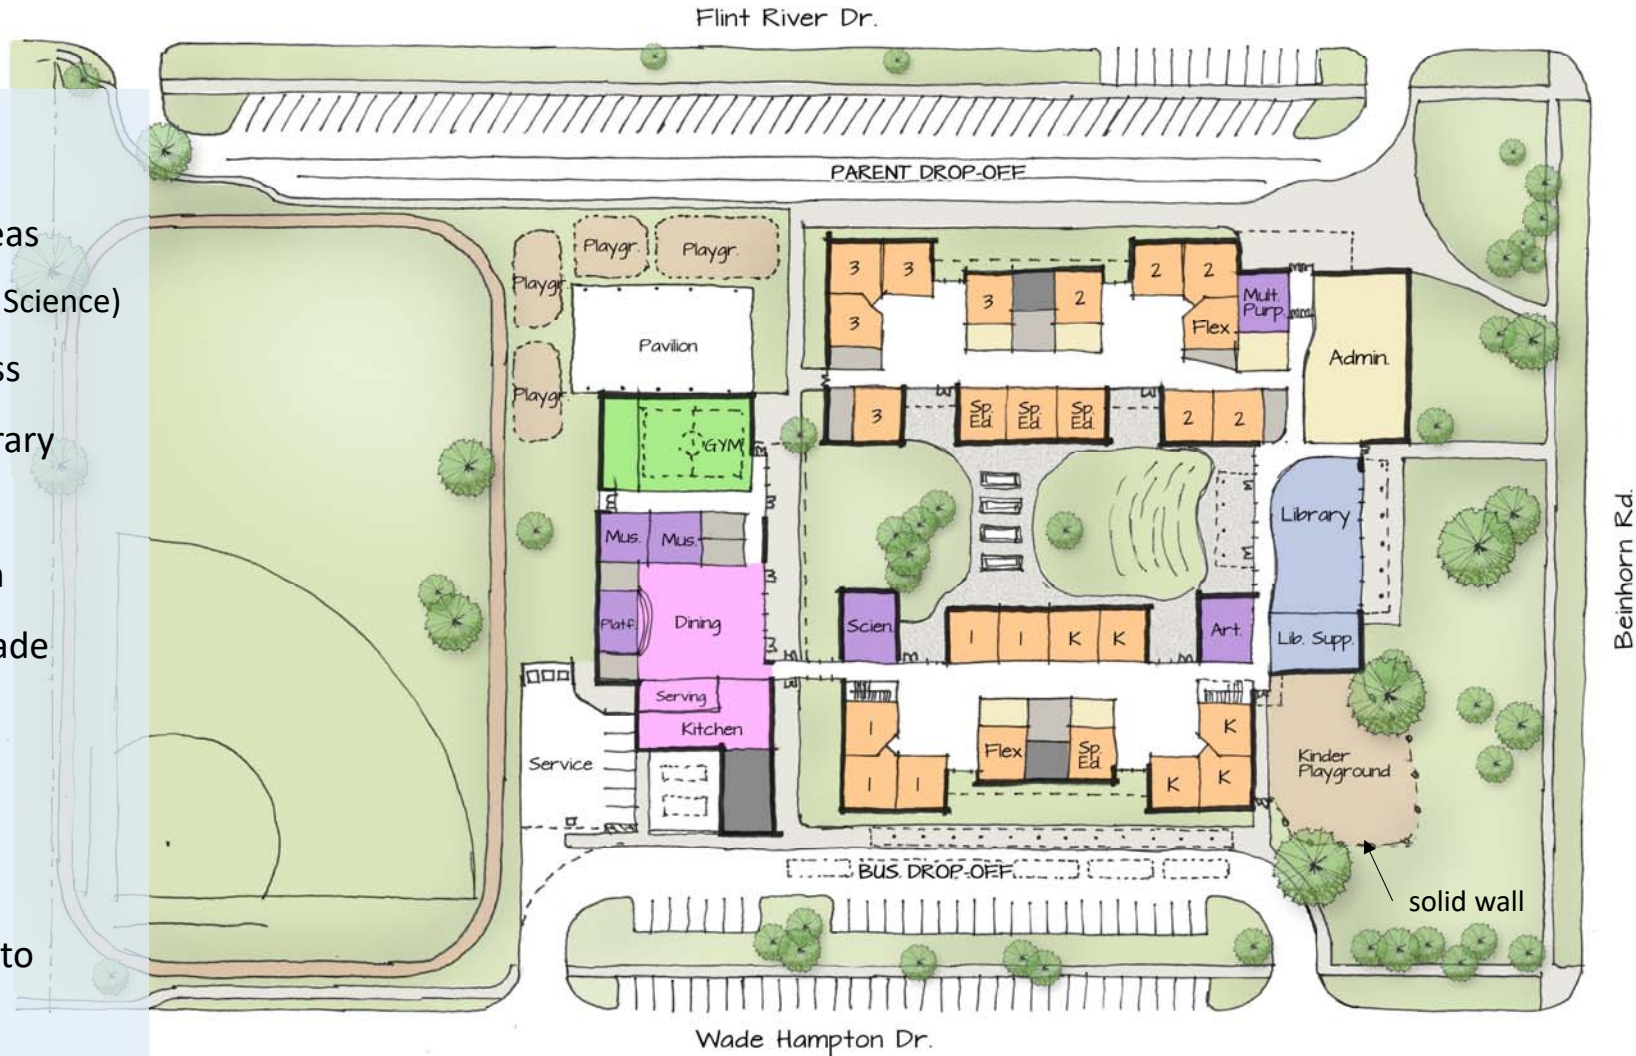 Flint River Dr.
PARENT DROP-OFF
eas
Science)
ss
rary
n
ade
to
Playgr.
Playgr.
Playgr.
Playgr.
Pavilion
GYM
Mus.
Mus.
Platf.
Dining
Serving
Kitchen
Service
3
3
3
3
2
2
2
3
Flex
Mult.
Purp.
Admin.
3
Sp.
Ed.
Sp.
Ed.
Sp.
Ed.
2
2
Library
Lib. Supp.
Scien.
1
1
K
K
Art.
1
1
1
Flex
Sp.
Ed.
K
K
K
Kinder
Playground
BUS DROP-OFF
solid wall
Wade Hampton Dr.
Beinhorn Rd.